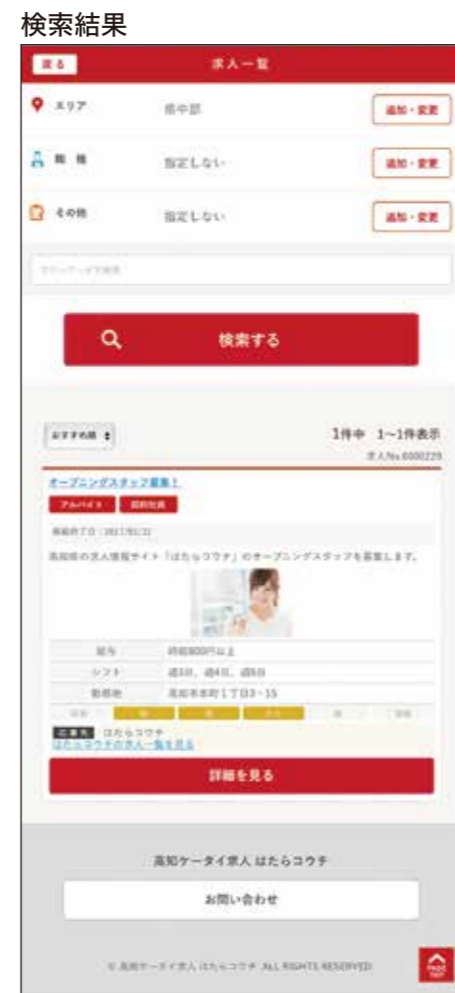 検索結果
戻る 求人一覧
エリア 県中部 追加・変更
職 種 指定しない 追加・変更
その他 指定しない 追加・変更
検索する
おすすめ順
1件中 1~1件表示
求人No.0000229
オープニングスタッフ募集!
アルバイト 契約社員
高知県の求人情報サイト「はたらコウチ」のオープニングスタッフを募集します。
給与 時給800円以上
シフト 週3日、週4日、週5日
勤務地 高知市本町1丁目3-15
応募先 はたらコウチ
はたらコウチの求人一覧を見る
詳細を見る
高知ケータイ求人 はたらコウチ
お問い合わせ
© 高知ケータイ求人 はたらコウチ ALL RIGHTS RESERVED
PAGE TOP